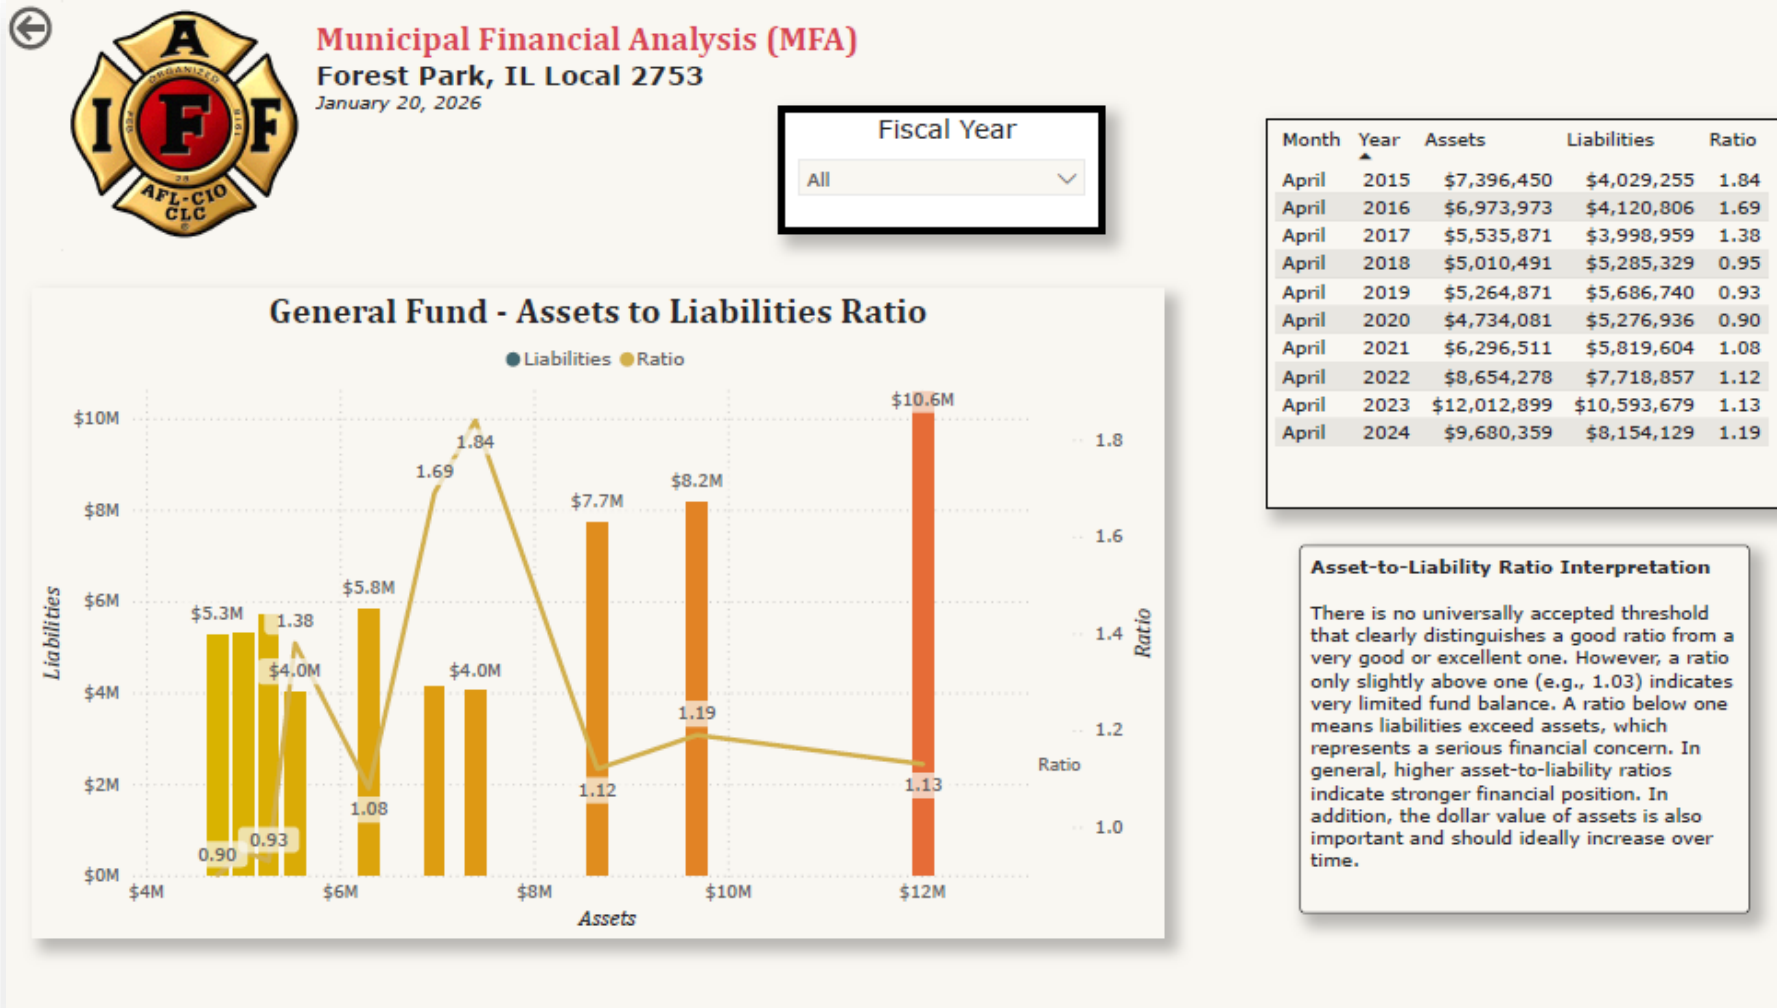 Municipal Financial Analysis (MFA)
Forest Park, IL Local 2753
January 20, 2026
A
ORGANIZED
I F F
FEB
1918
28
AFL-CIO
CLC
Fiscal Year
All
Month Year Assets Liabilities Ratio
April 2015 $7,396,450 $4,029,255 1.84
April 2016 $6,973,973 $4,120,806 1.69
April 2017 $5,535,871 $3,998,959 1.38
April 2018 $5,010,491 $5,285,329 0.95
April 2019 $5,264,871 $5,686,740 0.93
April 2020 $4,734,081 $5,276,936 0.90
April 2021 $6,296,511 $5,819,604 1.08
April 2022 $8,654,278 $7,718,857 1.12
April 2023 $12,012,899 $10,593,679 1.13
April 2024 $9,680,359 $8,154,129 1.19
General Fund - Assets to Liabilities Ratio
Liabilities Ratio
$10M
$8M
$6M
$4M
$2M
$0M
Liabilities
$5.3M
1.38
$4.0M
$5.8M
1.69
1.84
$4.0M
$7.7M
$8.2M
$10.6M
0.90
0.93
1.08
1.12
1.19
1.13
1.8
1.6
1.4
1.2
1.0
Ratio
Ratio
$4M $6M $8M $10M $12M
Assets
Asset-to-Liability Ratio Interpretation
There is no universally accepted threshold
that clearly distinguishes a good ratio from a
very good or excellent one. However, a ratio
only slightly above one (e.g., 1.03) indicates
very limited fund balance. A ratio below one
means liabilities exceed assets, which
represents a serious financial concern. In
general, higher asset-to-liability ratios
indicate stronger financial position. In
addition, the dollar value of assets is also
important and should ideally increase over
time.